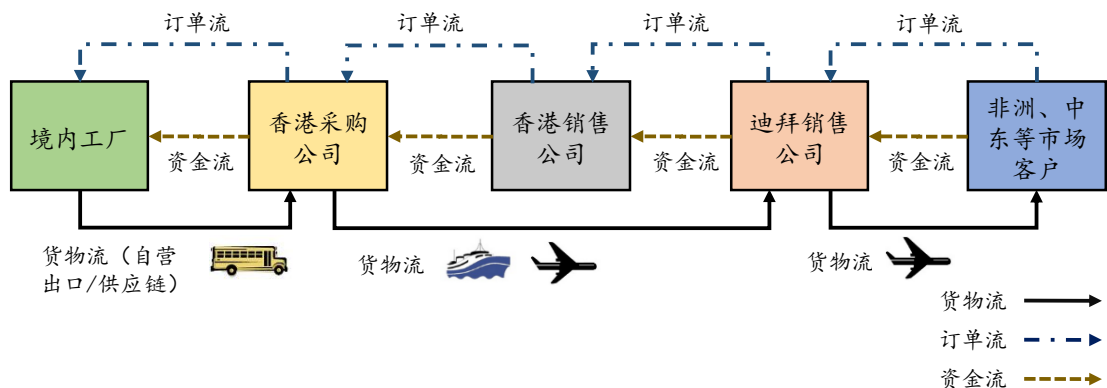 订单流
订单流
订单流
订单流
境内工厂
香港采购
公司
香港销售
公司
迪拜销售
公司
非洲、中
东等市场
客户
资金流
资金流
资金流
资金流
货物流（自营
出口/供应链）
货物流
货物流
货物流
订单流
资金流